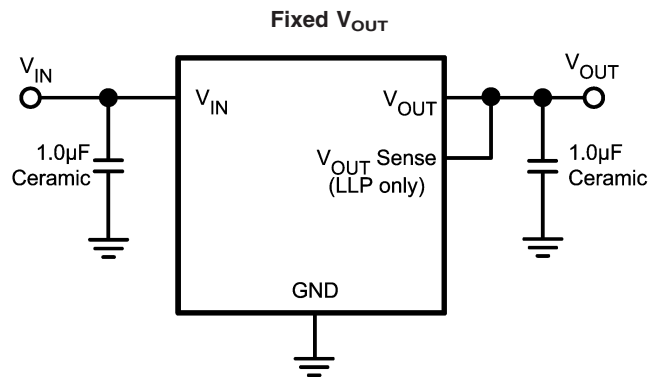 Fixed VOUT
VIN
VOUT
VIN
VOUT
1.0µF
Ceramic
VOUT Sense
(LLP only)
1.0µF
Ceramic
GND